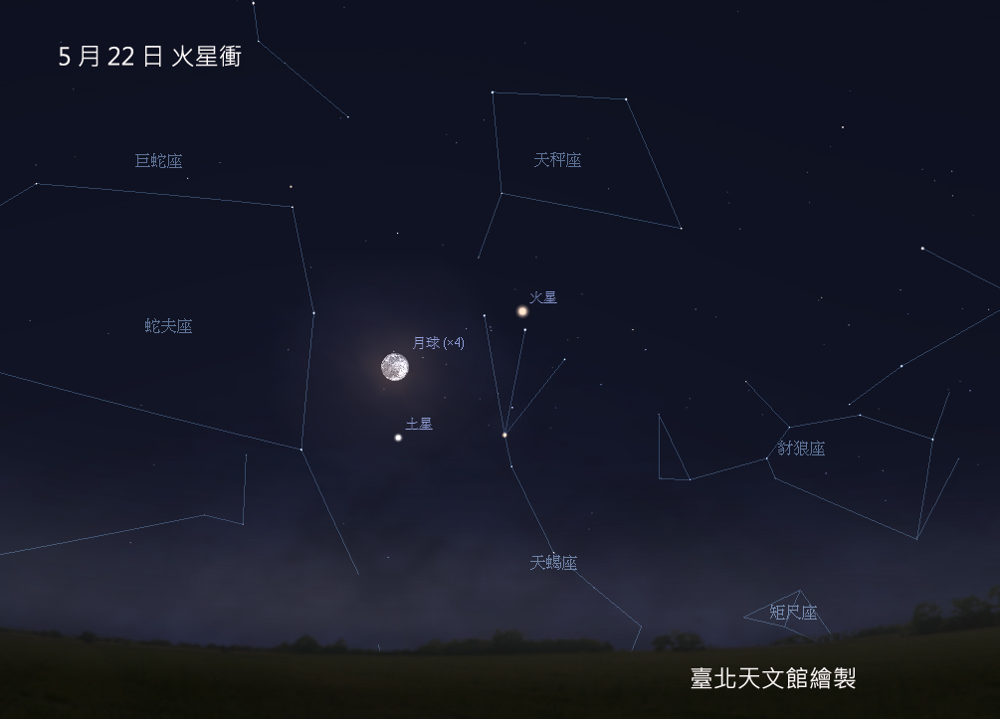 5 月 22 日 火星衝
巨蛇座
天秤座
火星
蛇夫座
月球 (×4)
土星
豺狼座
天蝎座
矩尺座
臺北天文館繪製